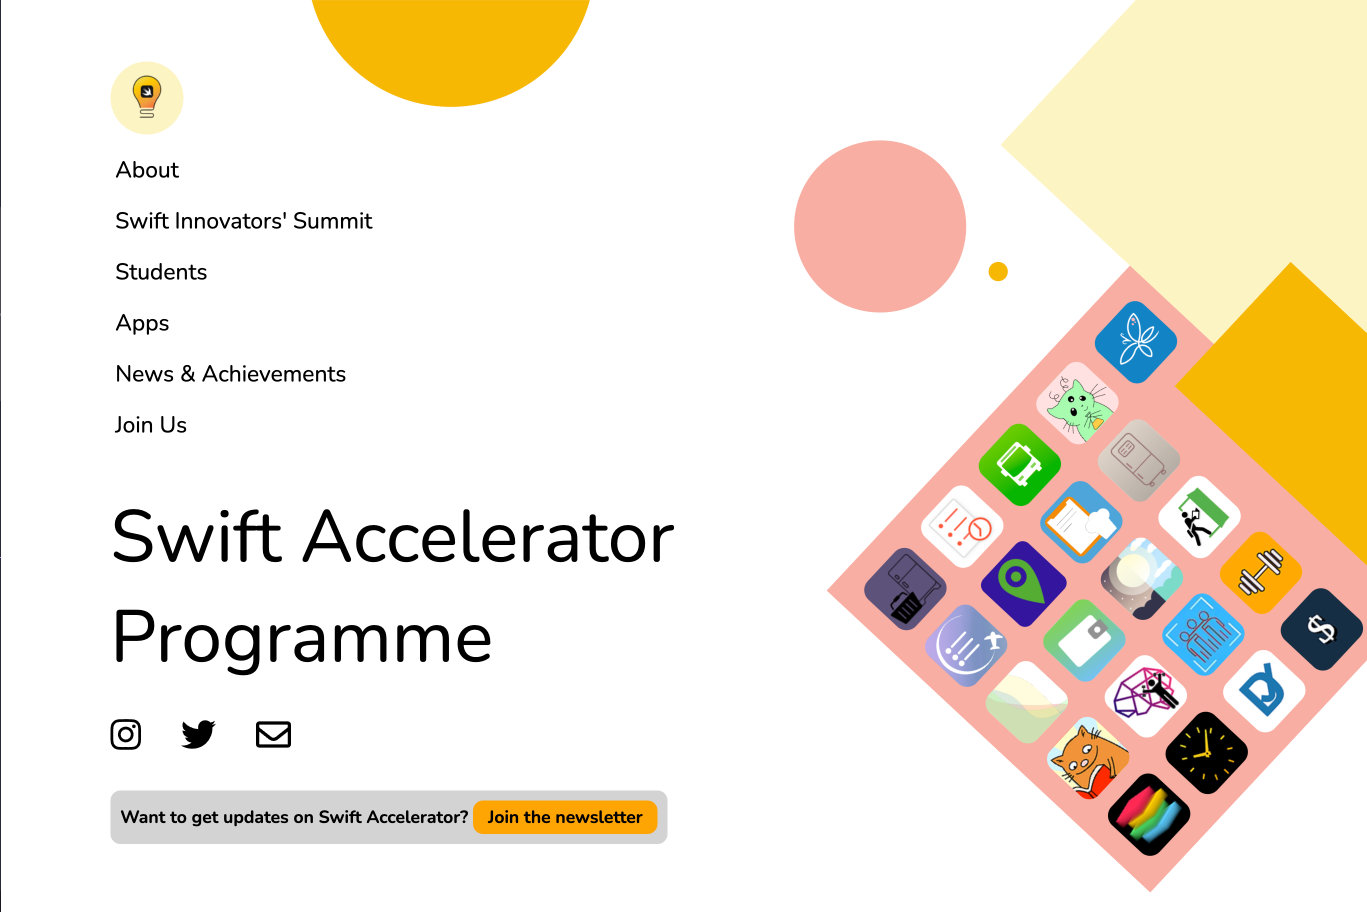 About
Swift Innovators' Summit
Students
Apps
News & Achievements
Join Us
Swift Accelerator
Programme
Want to get updates on Swift Accelerator? Join the newsletter
$